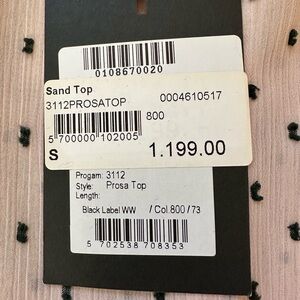 0108670020
Sand Top
3112PROSATOP 0004610517
800
5 700000 102005
S 1.199.00
Progam: 3112
Style: Prosa Top
Length:
Black Label WW / Col 800 / 73
5 702538 708353